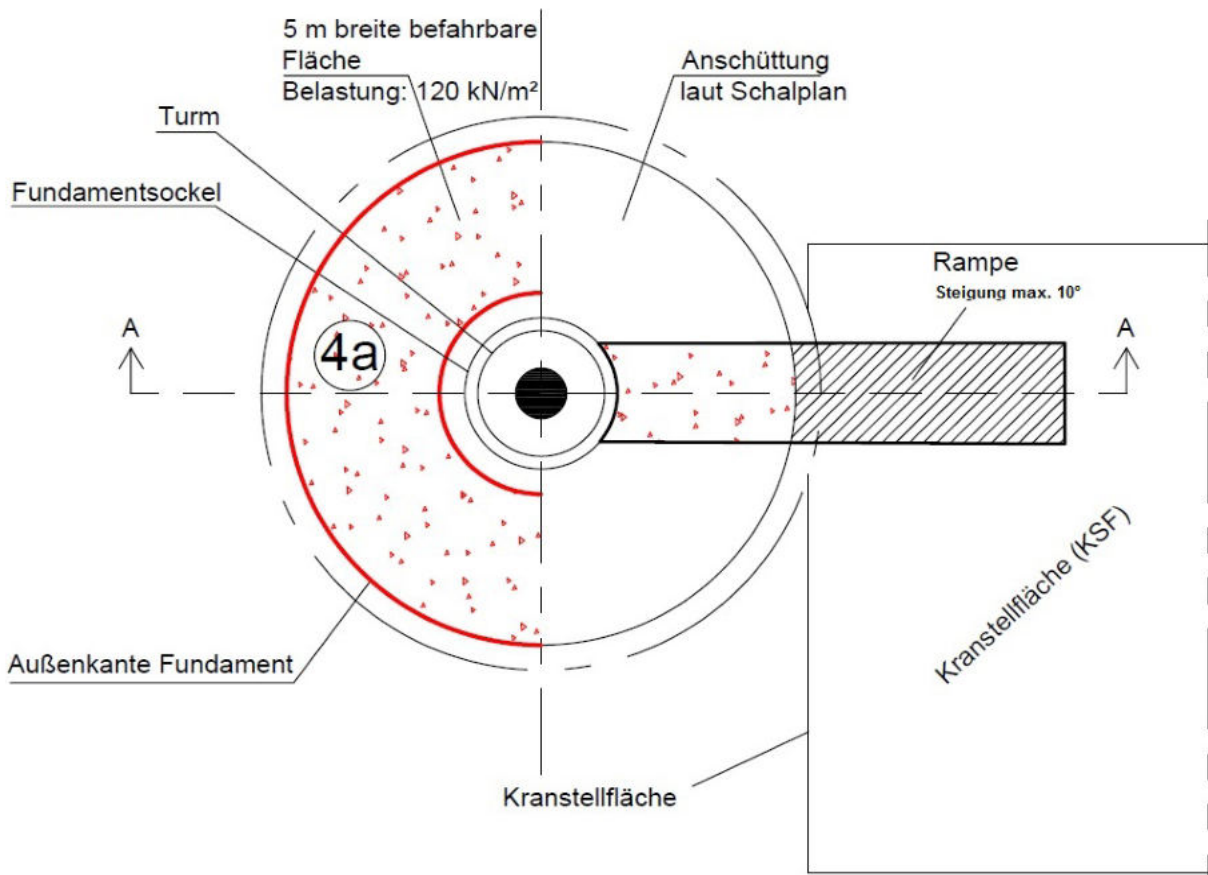 5 m breite befahrbare
Fläche
Belastung: 120 kN/m²
Anschüttung
laut Schalplan
Turm
Fundamentsockel
Rampe
Steigung max. 10°
A
A
4a
Kranstellfläche (KSF)
Außenkante Fundament
Kranstellfläche